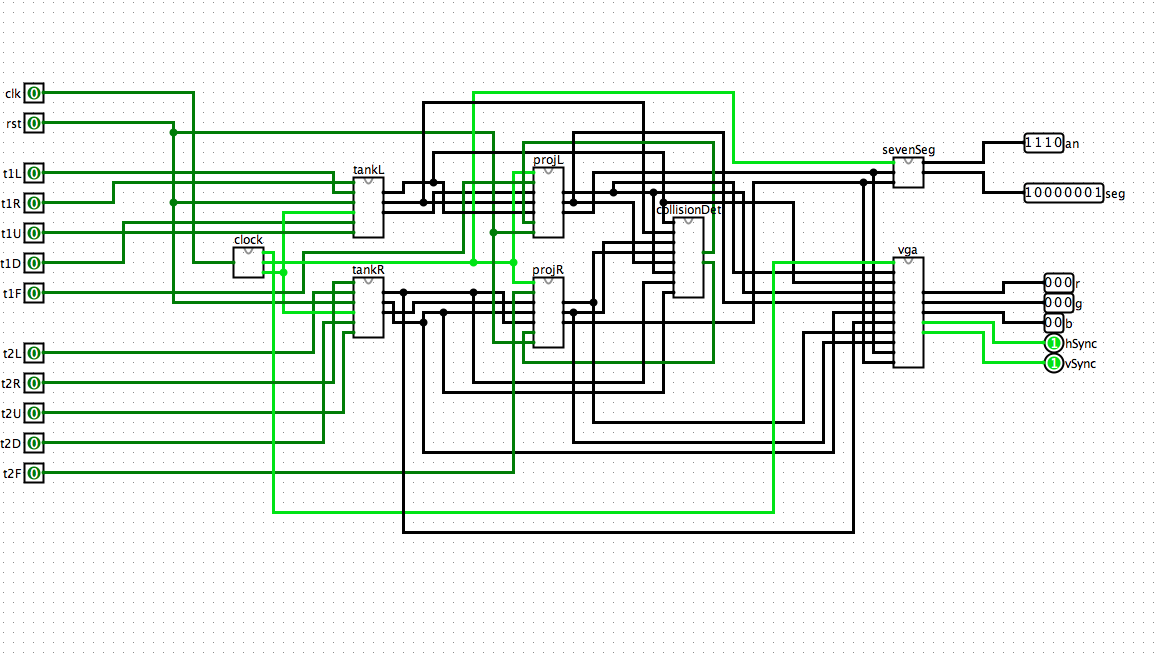 clk 0
rst 0
t1L 0
t1R 0
t1U 0
t1D 0
t1F 0
t2L 0
t2R 0
t2U 0
t2D 0
t2F 0
clock
tankL
tankR
projL
projR
collisionDet
sevenSeg
vga
1110 an
10000001 seg
000 r
000 g
00 b
1 hSync
1 vSync